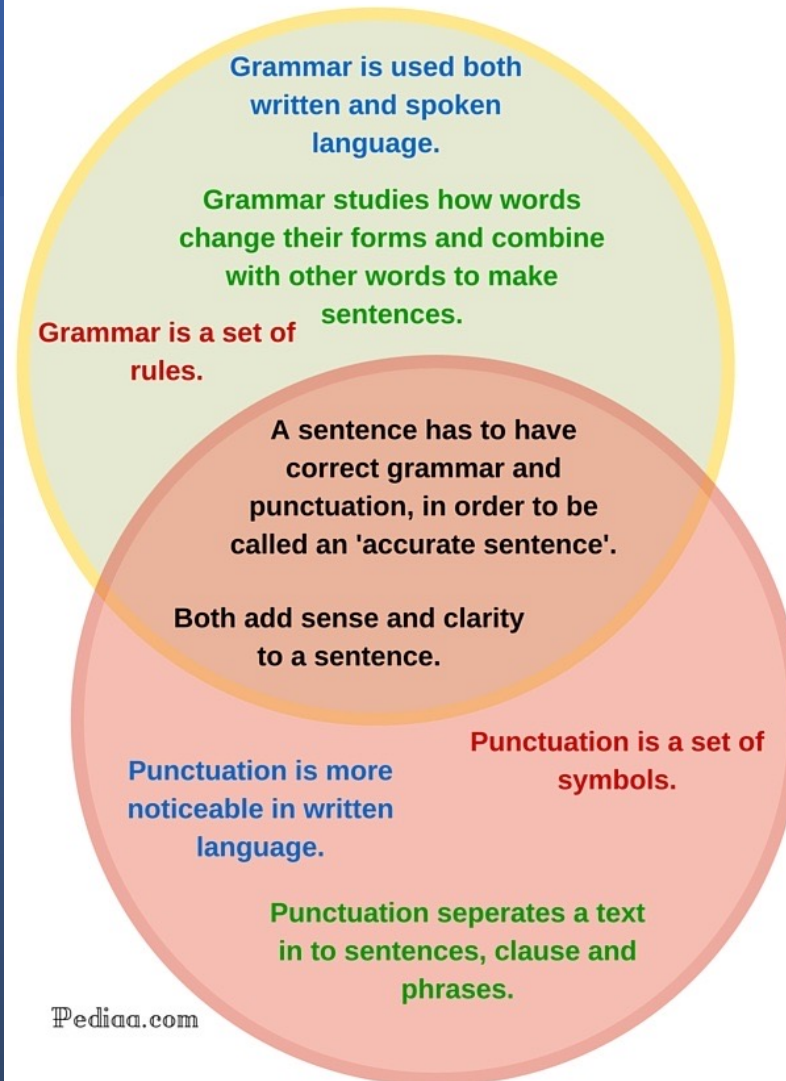 Grammar is used both
written and spoken
language.
Grammar studies how words
change their forms and combine
with other words to make
sentences.
Grammar is a set of
rules.
A sentence has to have
correct grammar and
punctuation, in order to be
called an 'accurate sentence'.
Both add sense and clarity
to a sentence.
Punctuation is a set of
symbols.
Punctuation is more
noticeable in written
language.
Punctuation seperates a text
in to sentences, clause and
phrases.
Pediaa.com